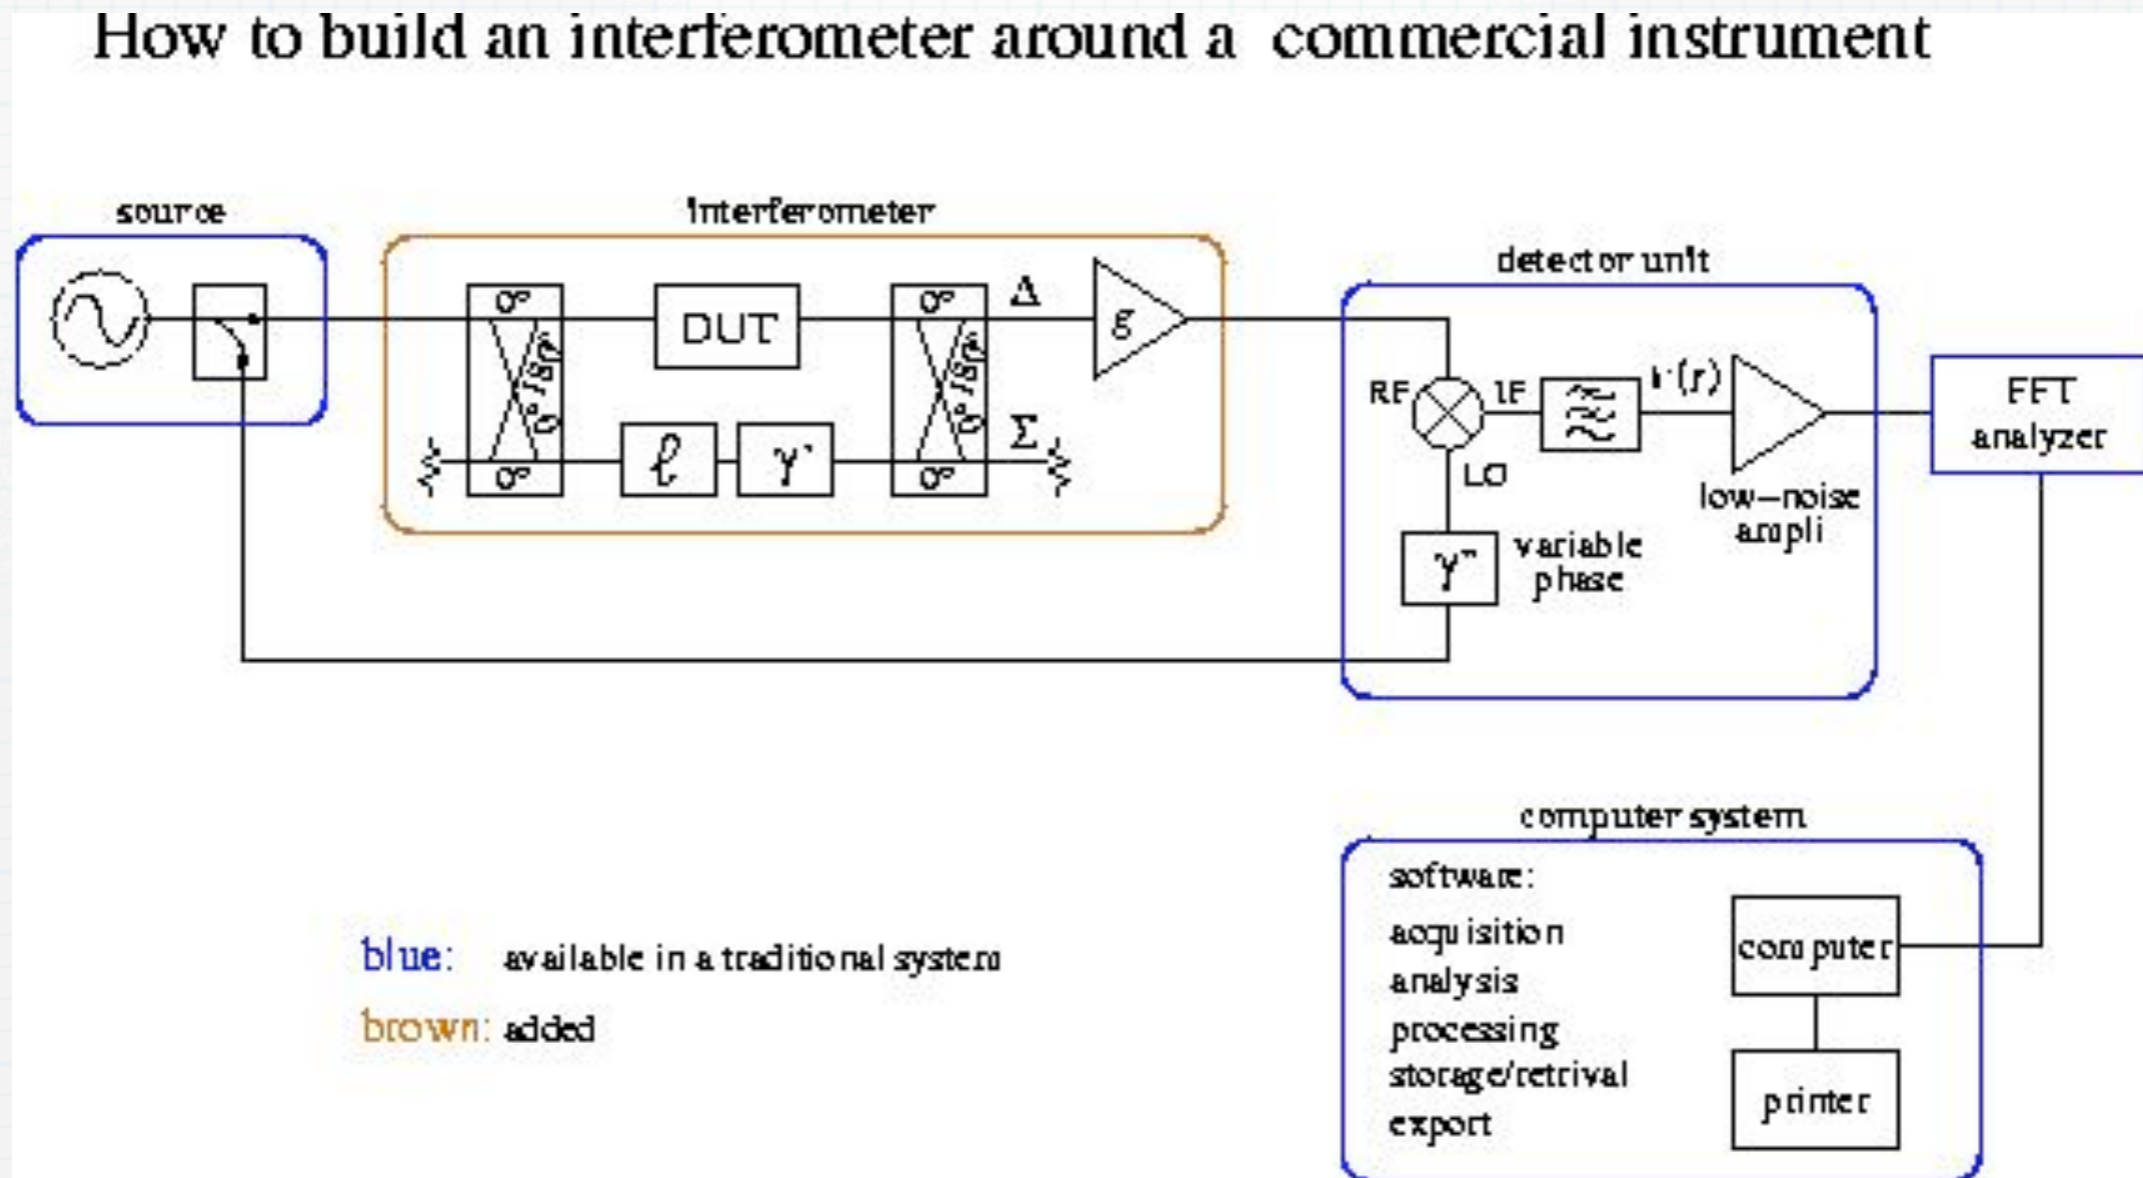 How to build an interferometer around a commercial instrument
source
interferometer
detector unit
0°
DUT
0°
Δ
g
180°
180°
RF
IF
LO
FFT
analyzer
Σ
0°
ℓ
γ'
0°
low-noise
ampli
γ"
variable
phase
computer system
software:
acquisition
analysis
processing
storage/retrival
export
computer
printer
blue: available in a traditional system
brown: added